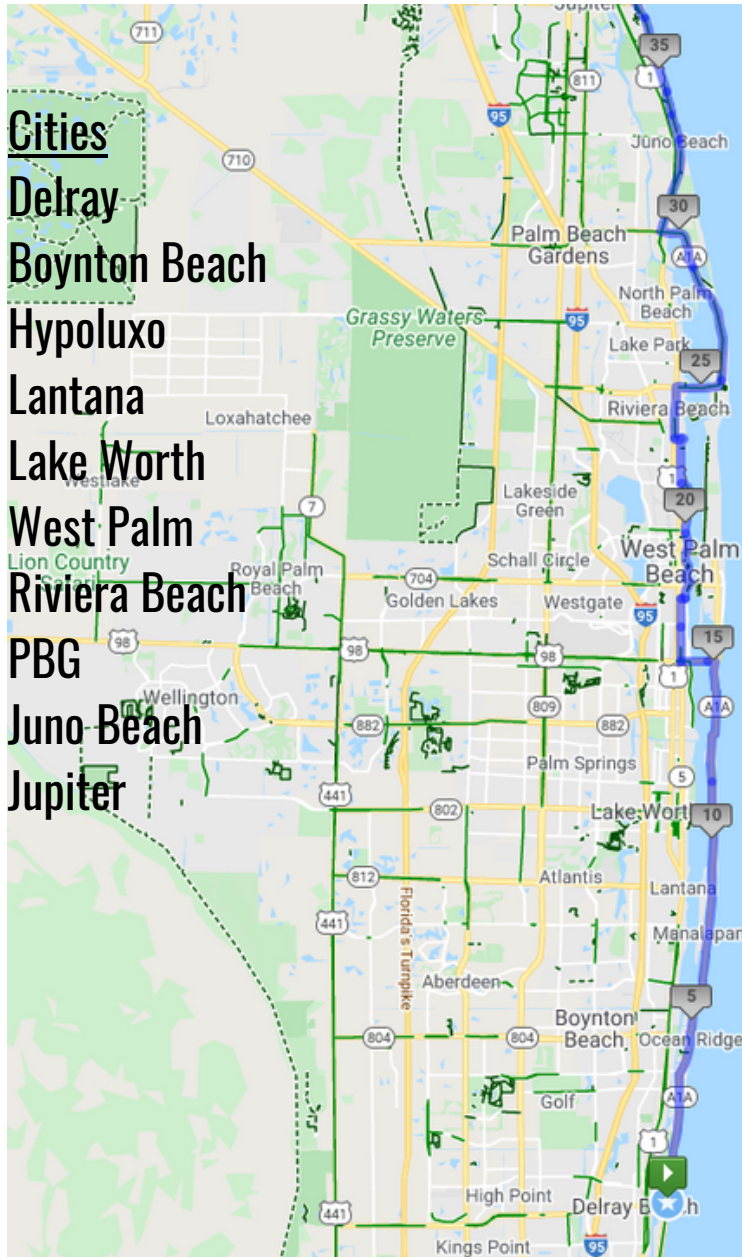 Cities
Delray
Boynton Beach
Hypoluxo
Lantana
Lake Worth
West Palm
Riviera Beach
PBG
Juno Beach
Jupiter
Jupiter
711
35
1
811
95
Juno Beach
710
30
Palm Beach
Gardens
A1A
North Palm
Beach
Grassy Waters
Preserve
95
Lake Park
25
Riviera Beach
Loxahatchee
Westlake
1
7
Lakeside
Green
20
West Palm
Beach
Lion Country
Safari
Royal Palm
Beach
Schall Circle
704
Golden Lakes
Westgate
95
15
98
98
98
1
Wellington
809
A1A
882
882
Palm Springs
5
441
802
Lake Worth
10
812
Atlantis
Lantana
441
Florida's Turnpike
Manalapan
Aberdeen
5
Boynton
Beach
Ocean Ridge
804
804
Golf
A1A
1
High Point
Delray B h
441
Kings Point
95